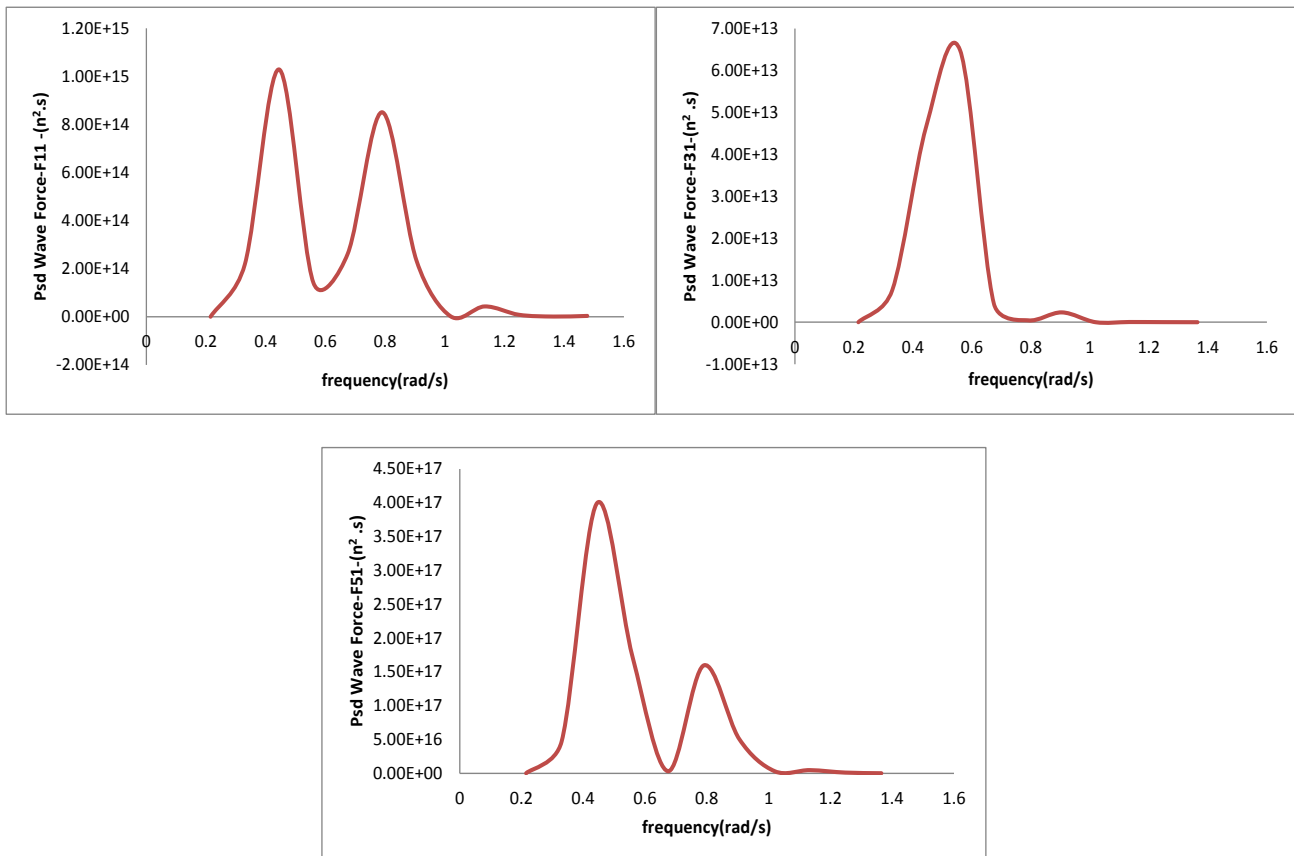 Psd Wave Force-F11 -(n².s)
1.20E+15
1.00E+15
8.00E+14
6.00E+14
4.00E+14
2.00E+14
0.00E+00
-2.00E+14
0 0.2 0.4 0.6 0.8 1 1.2 1.4 1.6
frequency(rad/s)
Psd Wave Force-F31-(n² .s)
7.00E+13
6.00E+13
5.00E+13
4.00E+13
3.00E+13
2.00E+13
1.00E+13
0.00E+00
-1.00E+13
0 0.2 0.4 0.6 0.8 1 1.2 1.4 1.6
frequency(rad/s)
Psd Wave Force-F51-(n² .s)
4.50E+17
4.00E+17
3.50E+17
3.00E+17
2.50E+17
2.00E+17
1.50E+17
1.00E+17
5.00E+16
0.00E+00
0 0.2 0.4 0.6 0.8 1 1.2 1.4 1.6
frequency(rad/s)